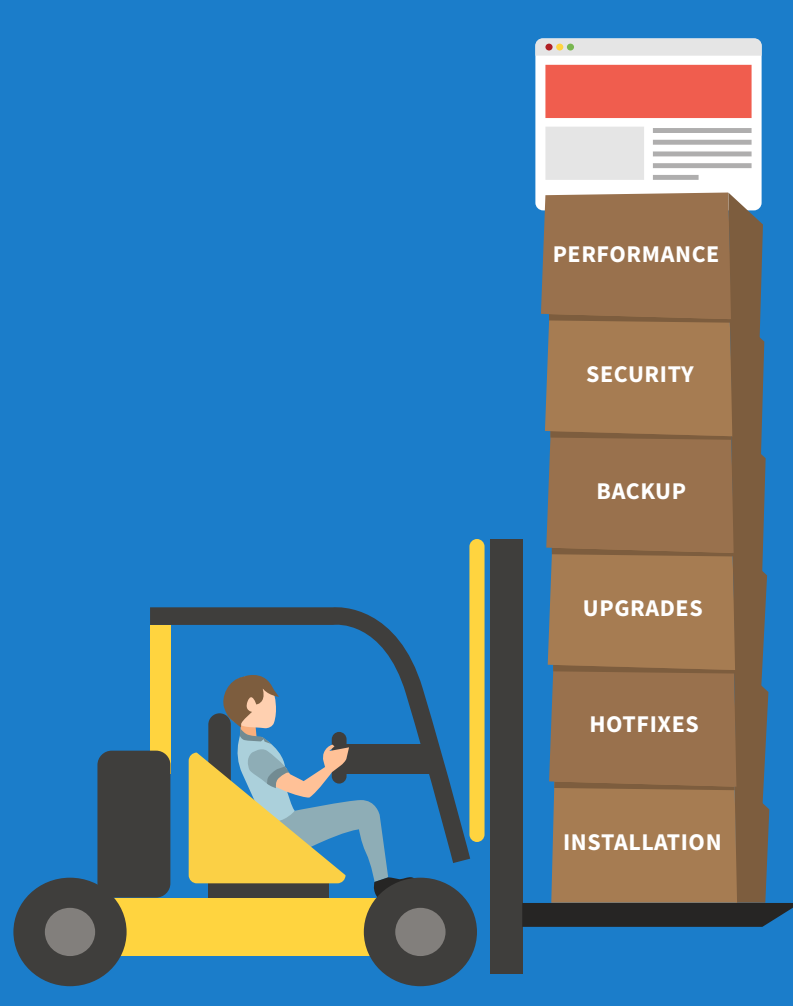 PERFORMANCE
SECURITY
BACKUP
UPGRADES
HOTFIXES
INSTALLATION